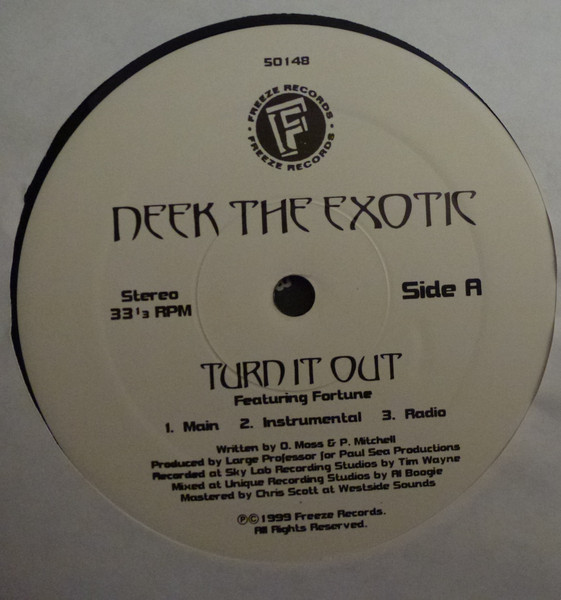 50148
FREEZE RECORDS
FREEZE RECORDS
NEEK THE EXOTIC
Stereo
33 1/3 RPM
Side A
TURN IT OUT
Featuring Fortune
1. Main 2. Instrumental 3. Radio
Written by O. Moss & P. Mitchell
Produced by Large Professor for Paul Sea Productions
Recorded at Sky Lab Recording Studios by Tim Wayne
Mixed at Unique Recording Studios by Al Boogie
Mastered by Chris Scott at Westside Sounds
℗©1999 Freeze Records.
All Rights Reserved.